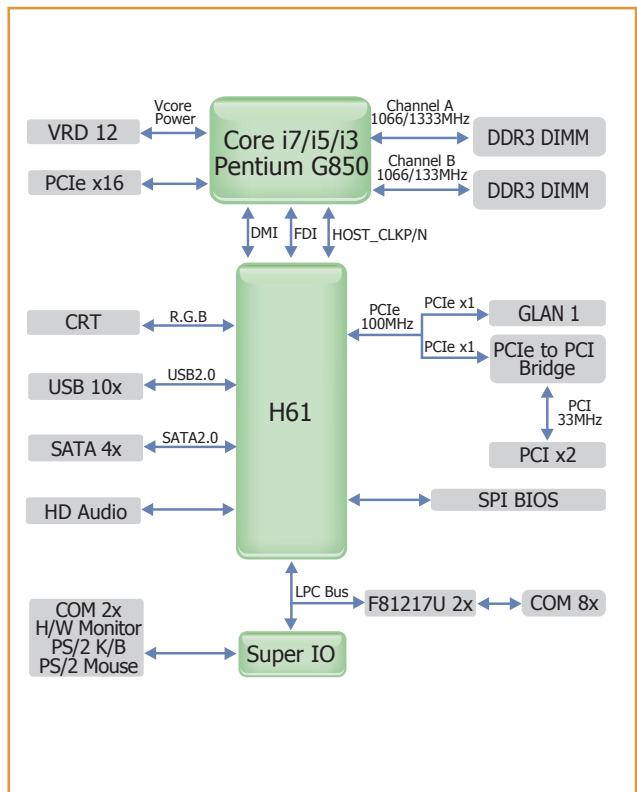 Vcore
Power
VRD 12
PCIe x16
Core i7/i5/i3
Pentium G850
Channel A
1066/1333MHz
DDR3 DIMM
Channel B
1066/133MHz
DDR3 DIMM
DMI
FDI
HOST_CLKP/N
CRT
R.G.B
USB 10x
USB2.0
SATA 4x
SATA2.0
HD Audio
H61
PCIe
100MHz
PCIe x1
GLAN 1
PCIe x1
PCIe to PCI
Bridge
PCI
33MHz
PCI x2
SPI BIOS
LPC Bus
F81217U 2x
COM 8x
COM 2x
H/W Monitor
PS/2 K/B
PS/2 Mouse
Super IO